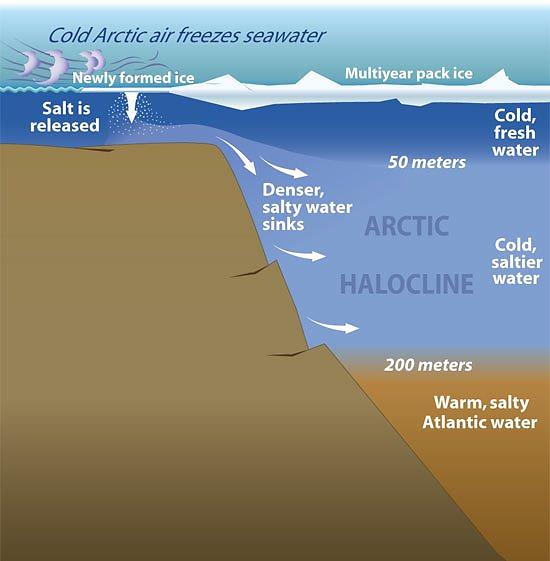 Cold Arctic air freezes seawater
Newly formed ice
Multiyear pack ice
Salt is
released
Cold,
fresh
water
50 meters
Denser,
salty water
sinks
ARCTIC
HALOCLINE
Cold,
saltier
water
200 meters
Warm, salty
Atlantic water